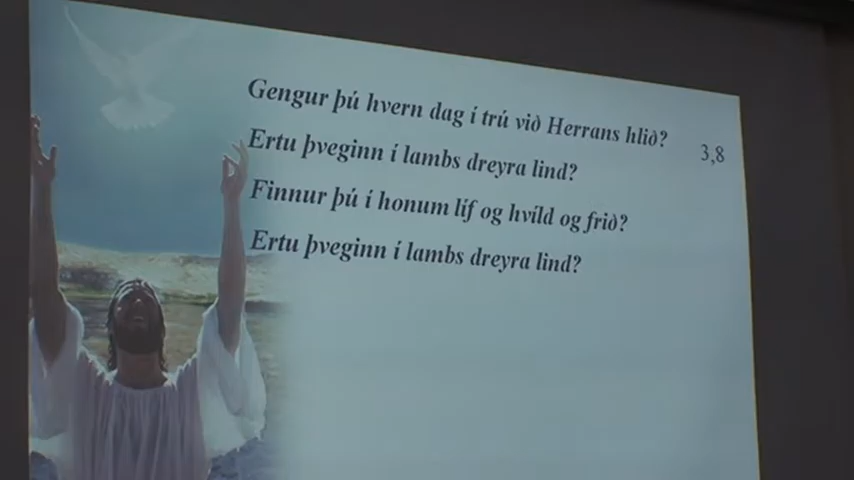 Gengur þú hvern dag í trú við Herrans hlið?
3,8
Ertu þveginn í lambs dreyra lind?
Finnur þú í honum líf og hvíld og frið?
Ertu þveginn í lambs dreyra lind?